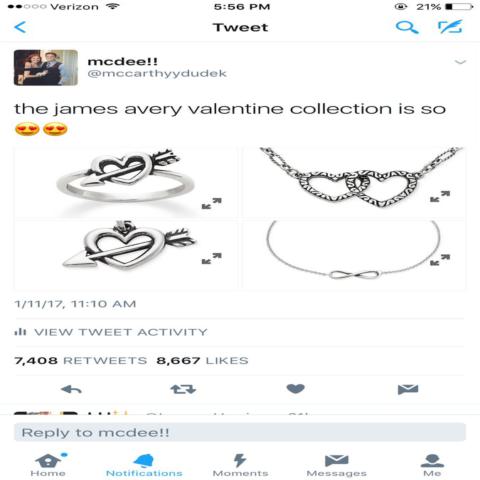 Verizon 5:56 PM 21%
Tweet
mcdee!!
@mccarthyydudek
the james avery valentine collection is so 😍😍
1/11/17, 11:10 AM
VIEW TWEET ACTIVITY
7,408 RETWEETS 8,667 LIKES
Reply to mcdee!!
Home Notifications Moments Messages Me